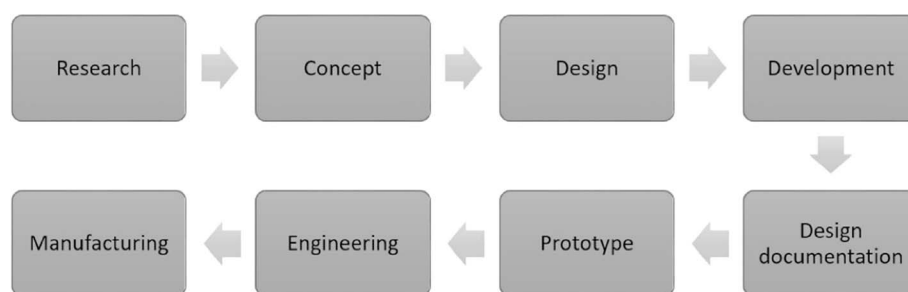 Research
Concept
Design
Development
Design
documentation
Prototype
Engineering
Manufacturing